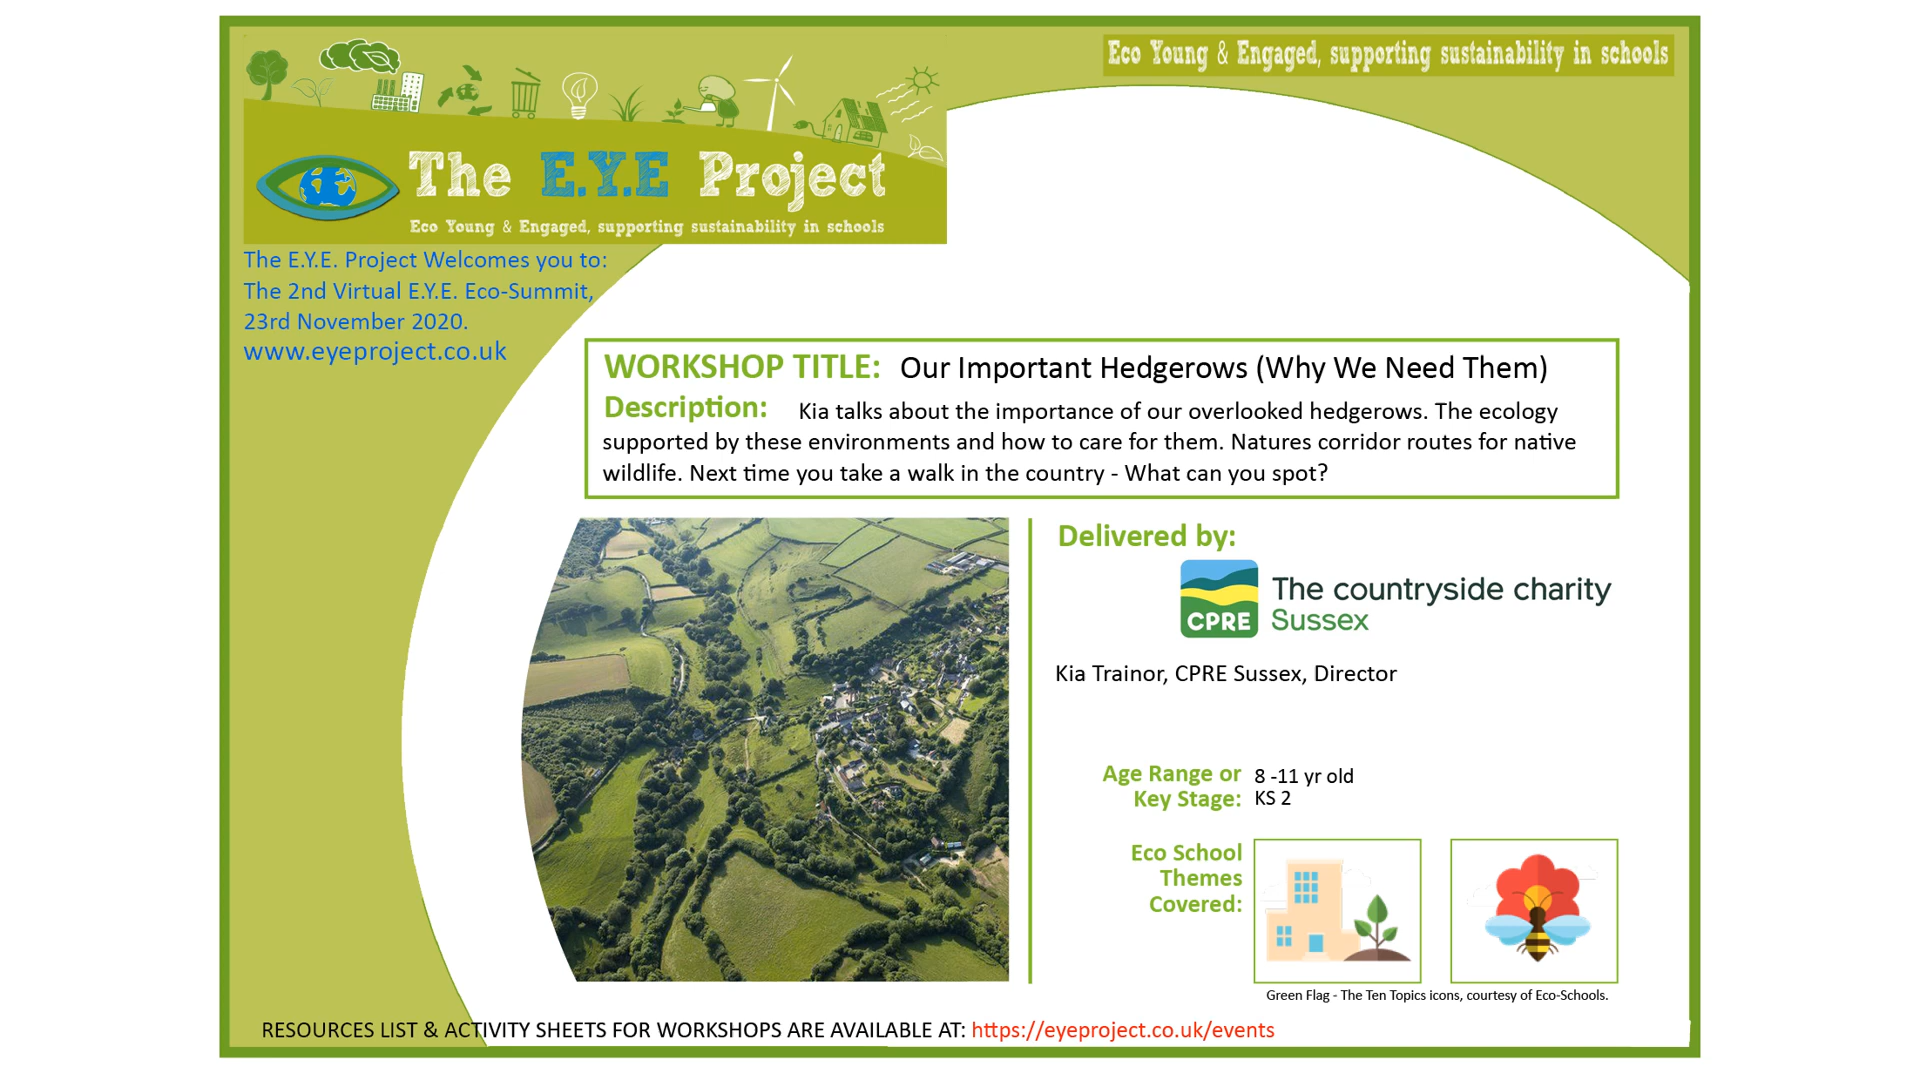 Eco Young & Engaged, supporting sustainability in schools
The E.Y.E Project
Eco Young & Engaged, supporting sustainability in schools
The E.Y.E. Project Welcomes you to:
The 2nd Virtual E.Y.E. Eco-Summit,
23rd November 2020.
www.eyeproject.co.uk
WORKSHOP TITLE: Our Important Hedgerows (Why We Need Them)
Description: Kia talks about the importance of our overlooked hedgerows. The ecology
supported by these environments and how to care for them. Natures corridor routes for native
wildlife. Next time you take a walk in the country - What can you spot?
Delivered by:
CPRE
The countryside charity
Sussex
Kia Trainor, CPRE Sussex, Director
Age Range or
Key Stage:
8 -11 yr old
KS 2
Eco School
Themes
Covered:
Green Flag - The Ten Topics icons, courtesy of Eco-Schools.
RESOURCES LIST & ACTIVITY SHEETS FOR WORKSHOPS ARE AVAILABLE AT: https://eyeproject.co.uk/events